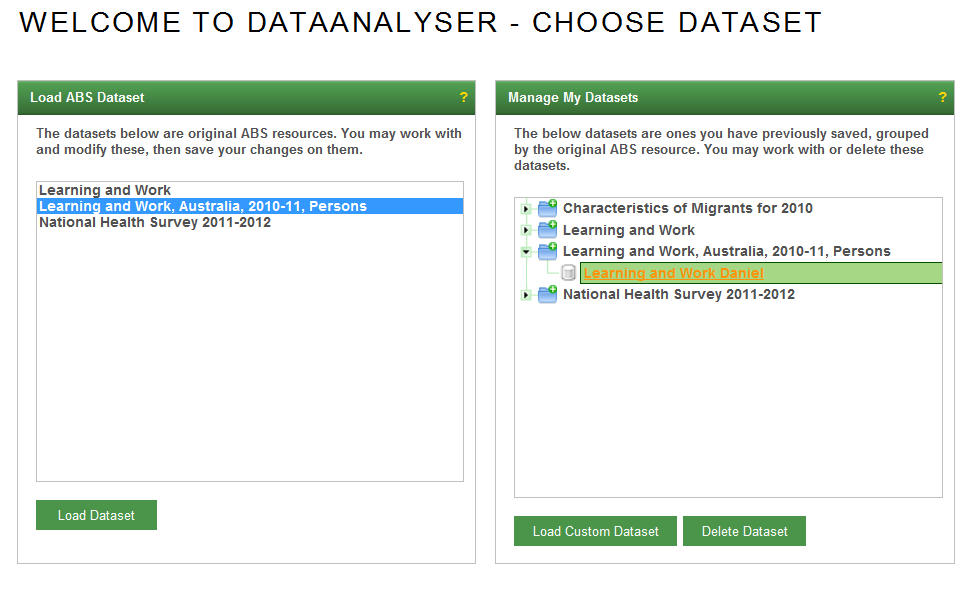 WELCOME TO DATAANALYSER - CHOOSE DATASET
Load ABS Dataset ?
The datasets below are original ABS resources. You may work with
and modify these, then save your changes on them.
Learning and Work
Learning and Work, Australia, 2010-11, Persons
National Health Survey 2011-2012
Load Dataset
Manage My Datasets ?
The below datasets are ones you have previously saved, grouped
by the original ABS resource. You may work with or delete these
datasets.
Characteristics of Migrants for 2010
Learning and Work
Learning and Work, Australia, 2010-11, Persons
Learning and Work Daniel
National Health Survey 2011-2012
Load Custom Dataset
Delete Dataset